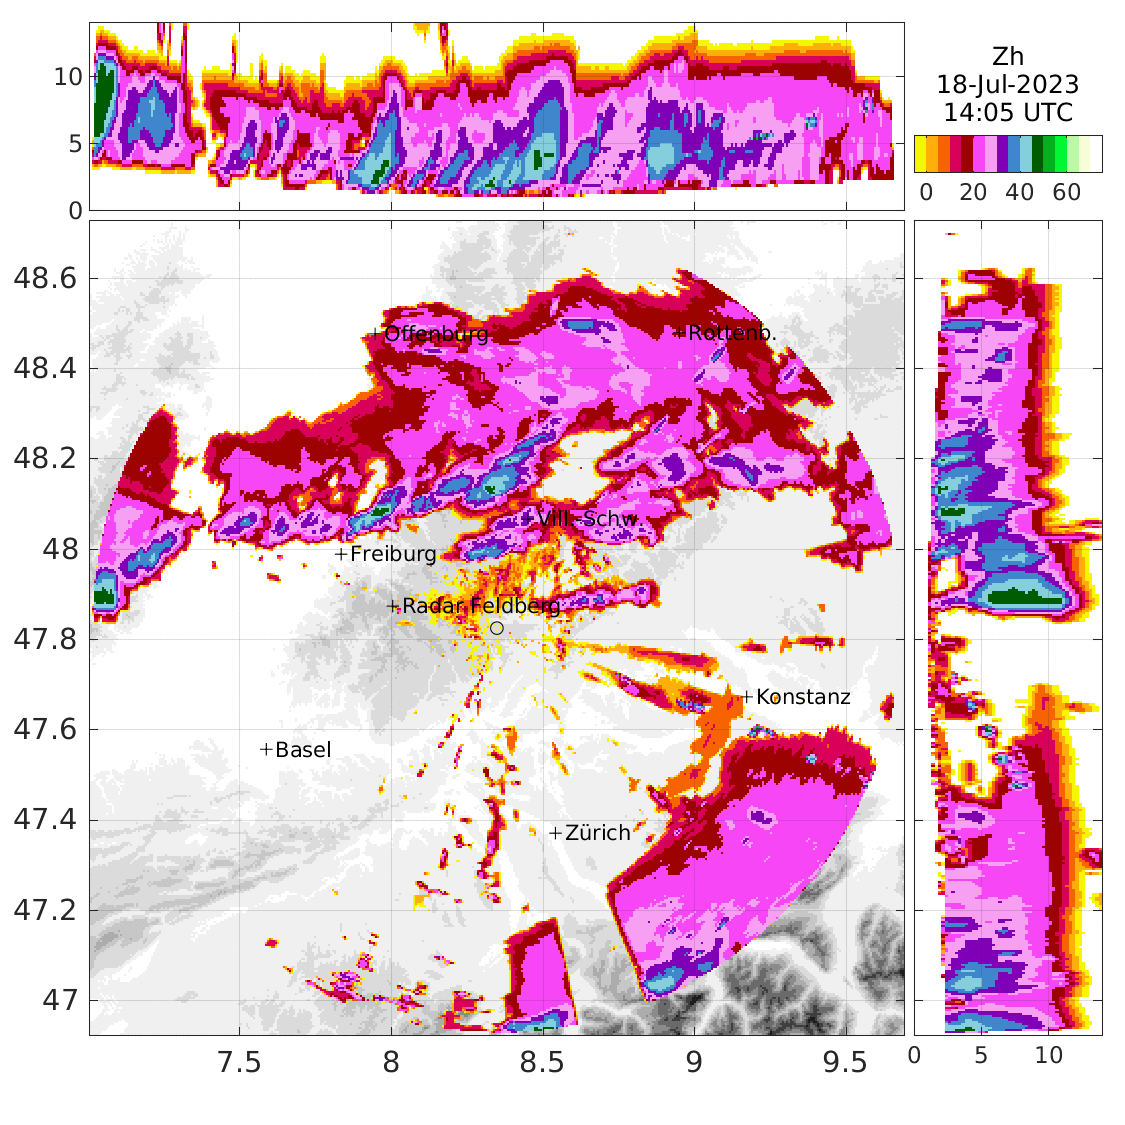 Zh
18-Jul-2023
14:05 UTC
0 20 40 60
10
5
0
48.6
48.4
48.2
48
47.8
47.6
47.4
47.2
47
Offenburg
Rottenb.
Vill.-Schw.
Freiburg
Radar Feldberg
Konstanz
Basel
Zürich
7.5 8 8.5 9 9.5
0 5 10